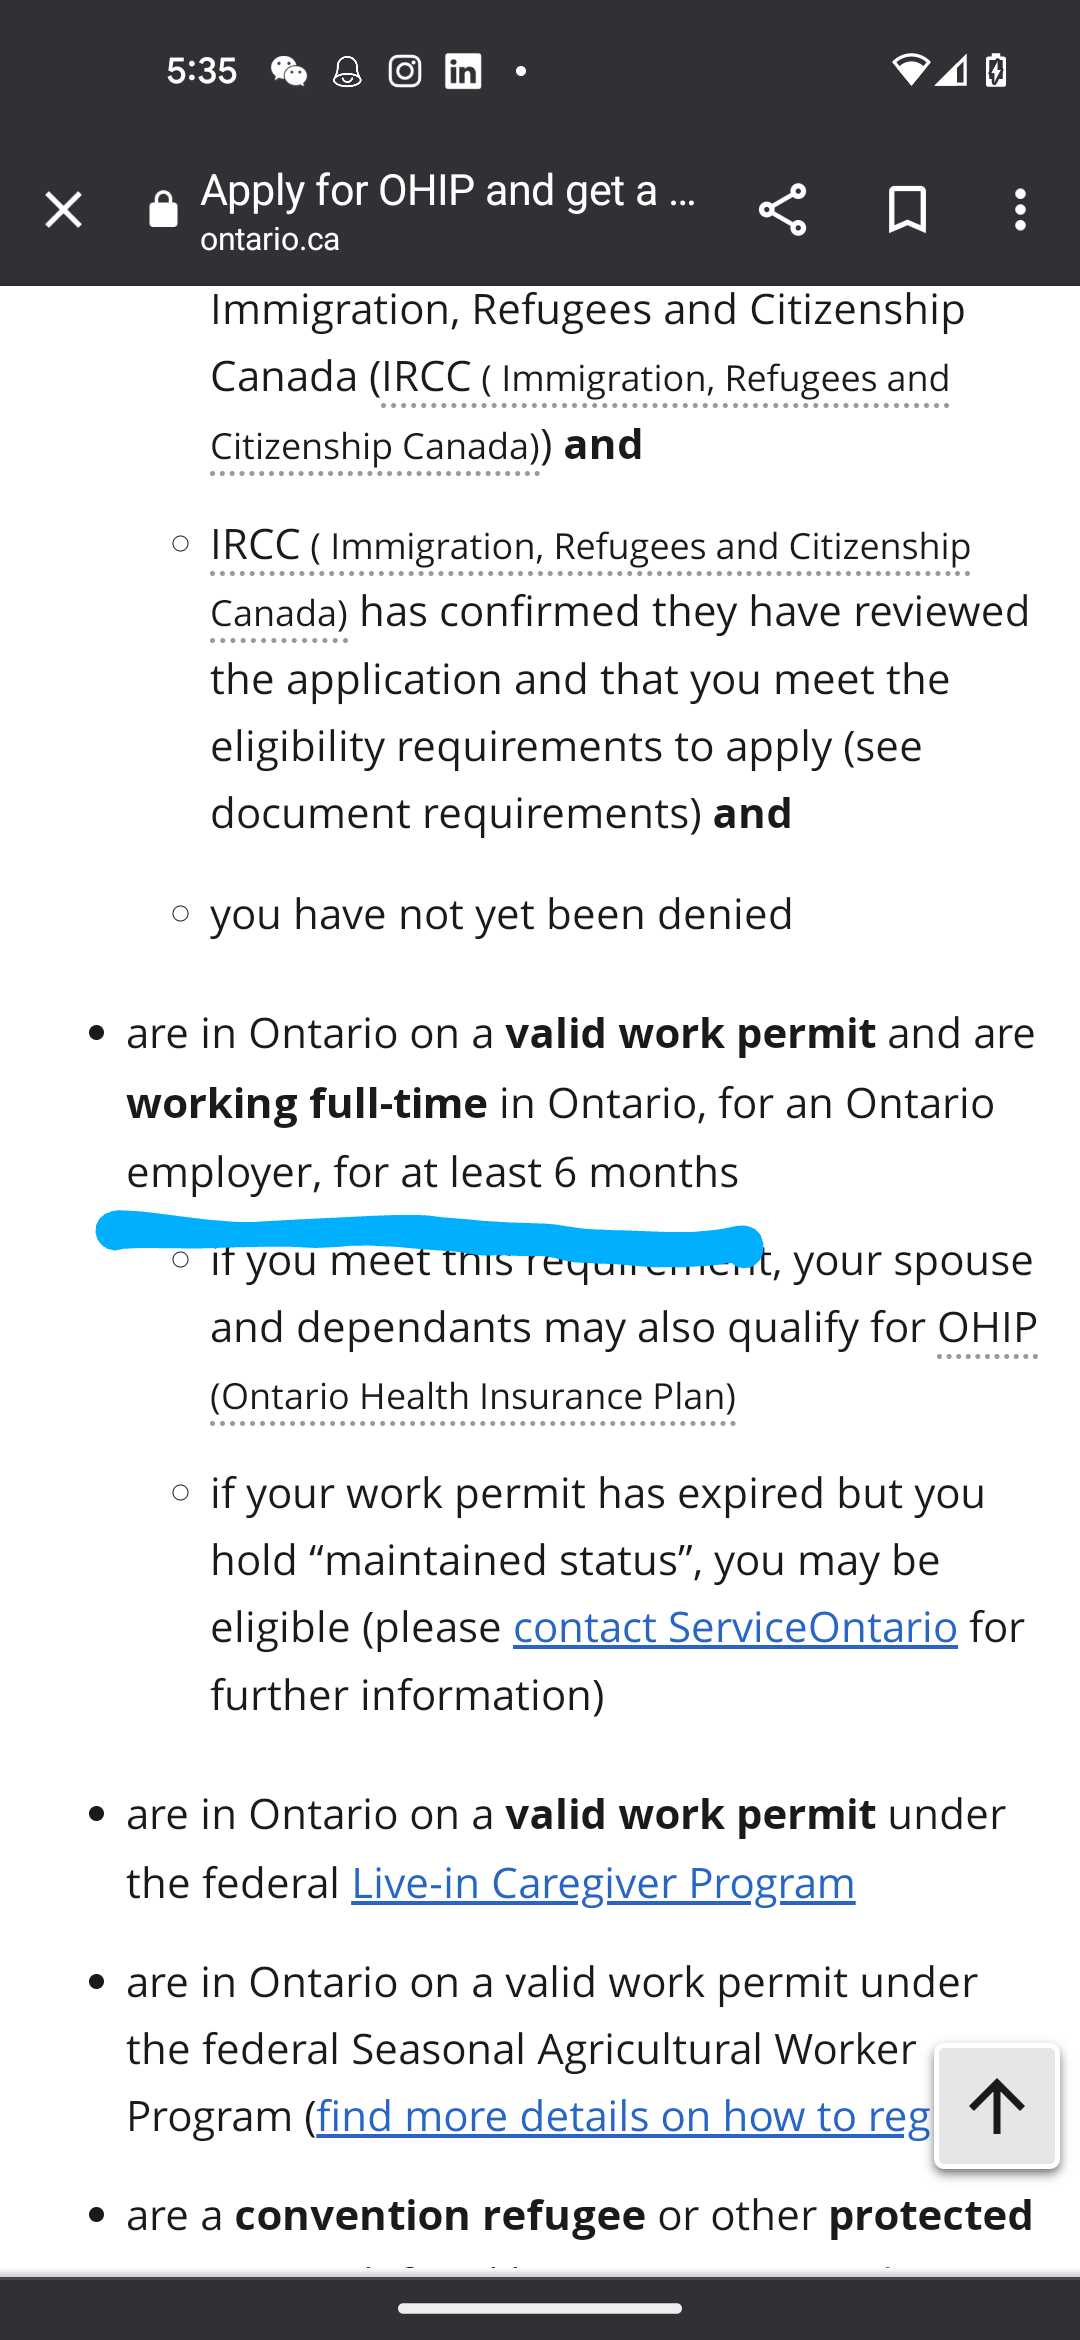 5:35
Apply for OHIP and get a ...
ontario.ca
Immigration, Refugees and Citizenship
Canada (IRCC ( Immigration, Refugees and
Citizenship Canada)) and
IRCC ( Immigration, Refugees and Citizenship
Canada) has confirmed they have reviewed
the application and that you meet the
eligibility requirements to apply (see
document requirements) and
you have not yet been denied
are in Ontario on a valid work permit and are
working full-time in Ontario, for an Ontario
employer, for at least 6 months
if you meet this requirement, your spouse
and dependants may also qualify for OHIP
(Ontario Health Insurance Plan)
if your work permit has expired but you
hold “maintained status”, you may be
eligible (please contact ServiceOntario for
further information)
are in Ontario on a valid work permit under
the federal Live-in Caregiver Program
are in Ontario on a valid work permit under
the federal Seasonal Agricultural Worker
Program (find more details on how to reg
are a convention refugee or other protected